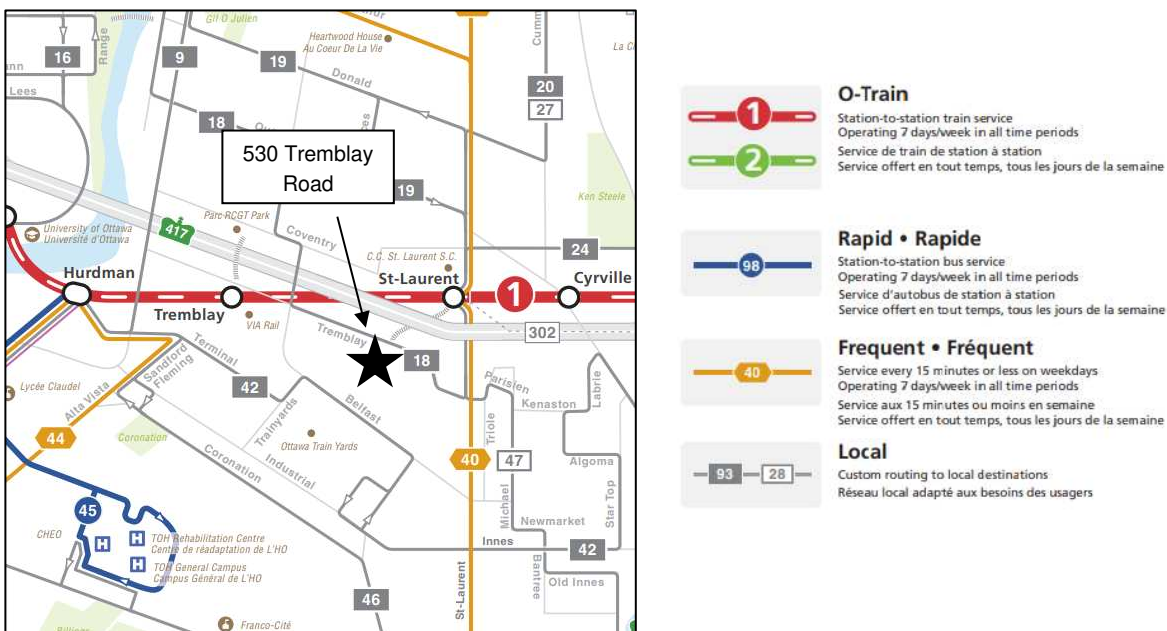 Gil O Julien
Heartwood House
Au Coeur De La Vie
16
Range
9
19
Donald
Lees
18
20
27
530 Tremblay
Road
19
Ken Steele
417
Parc RCGT Park
Coventry
University of Ottawa
Université d'Ottawa
C.C. St. Laurent S.C.
24
Hurdman
St-Laurent
1
Cyrville
Tremblay
VIA Rail
Tremblay
302
Terminal
Sandford
Fleming
18
Lycée Claudel
Alta Vista
42
Belfast
Parisien
Kenaston
Labrie
Coronation
Trainyards
Ottawa Train Yards
Triole
44
Coronation
Industrial
40
47
Algoma
45
Michael
Star Top
CHEO
H
H
H
TOH Rehabilitation Centre
Centre de réadaptation de L'HO
TOH General Campus
Campus Général de L'HO
Newmarket
Innes
42
Bantree
Old Innes
46
St-Laurent
Franco-Cité
1
2
O-Train
Station-to-station train service
Operating 7 days/week in all time periods
Service de train de station à station
Service offert en tout temps, tous les jours de la semaine
98
Rapid • Rapide
Station-to-station bus service
Operating 7 days/week in all time periods
Service d'autobus de station à station
Service offert en tout temps, tous les jours de la semaine
40
Frequent • Fréquent
Service every 15 minutes or less on weekdays
Operating 7 days/week in all time periods
Service aux 15 minutes ou moins en semaine
Service offert en tout temps, tous les jours de la semaine
93
28
Local
Custom routing to local destinations
Réseau local adapté aux besoins des usagers